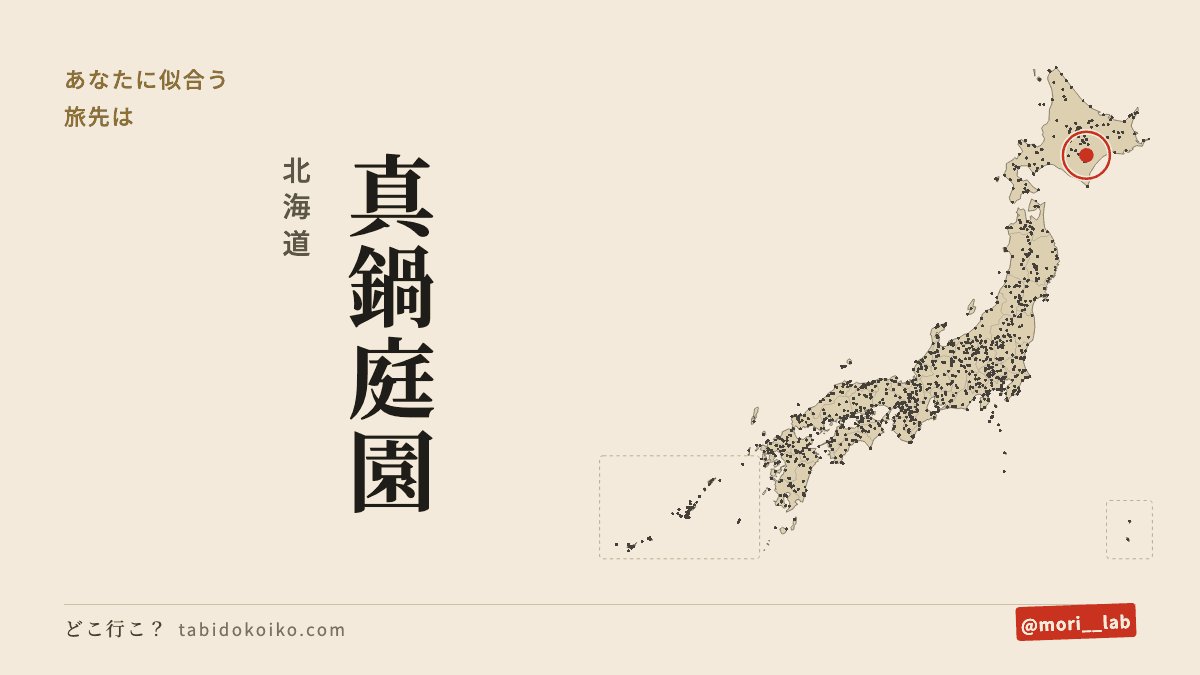 あなたに似合う
旅先は
北海道
真鍋庭園
どこ行こ？ tabidokoiko.com
@mori__lab